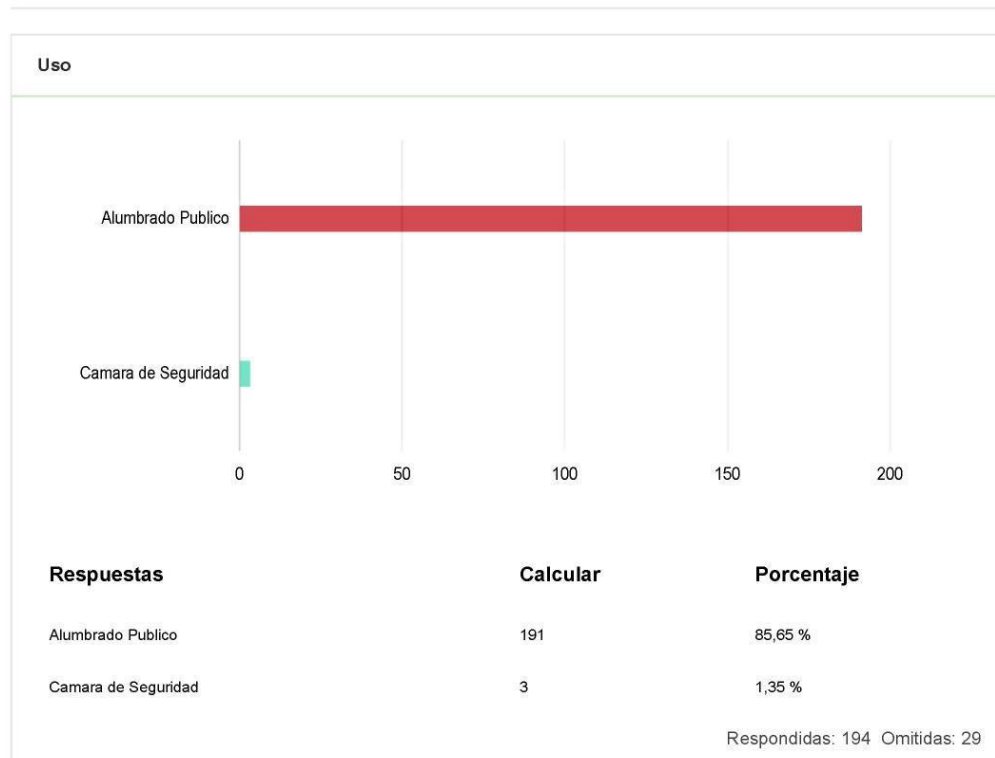 Uso
Alumbrado Publico
Camara de Seguridad
0 50 100 150 200
Respuestas Calcular Porcentaje
Alumbrado Publico 191 85,65 %
Camara de Seguridad 3 1,35 %
Respondidas: 194 Omitidas: 29